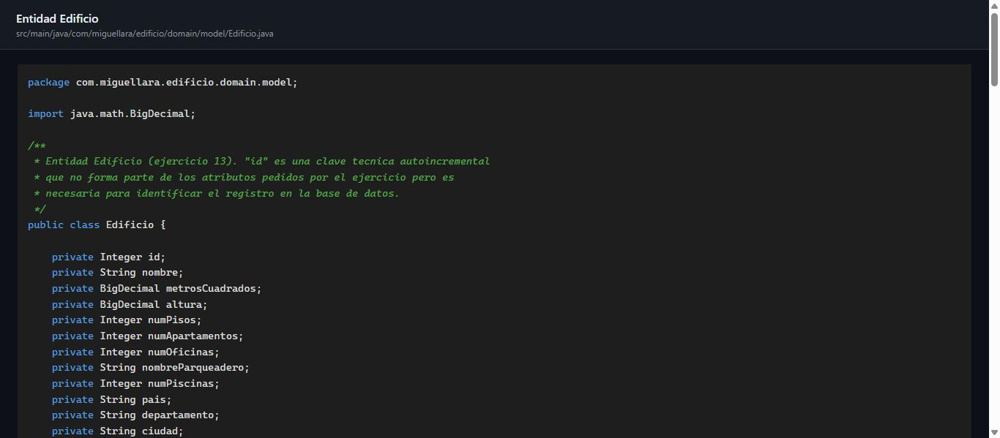 Entidad Edificio
src/main/java/com/miguellara/edificio/domain/model/Edificio.java
package com.miguellara.edificio.domain.model;
import java.math.BigDecimal;
/**
 * Entidad Edificio (ejercicio 13). "id" es una clave tecnica autoincremental
 * que no forma parte de los atributos pedidos por el ejercicio pero es
 * necesaria para identificar el registro en la base de datos.
 */
public class Edificio {
    private Integer id;
    private String nombre;
    private BigDecimal metrosCuadrados;
    private BigDecimal altura;
    private Integer numPisos;
    private Integer numApartamentos;
    private Integer numOficinas;
    private String nombreParqueadero;
    private Integer numPiscinas;
    private String pais;
    private String departamento;
    private String ciudad;